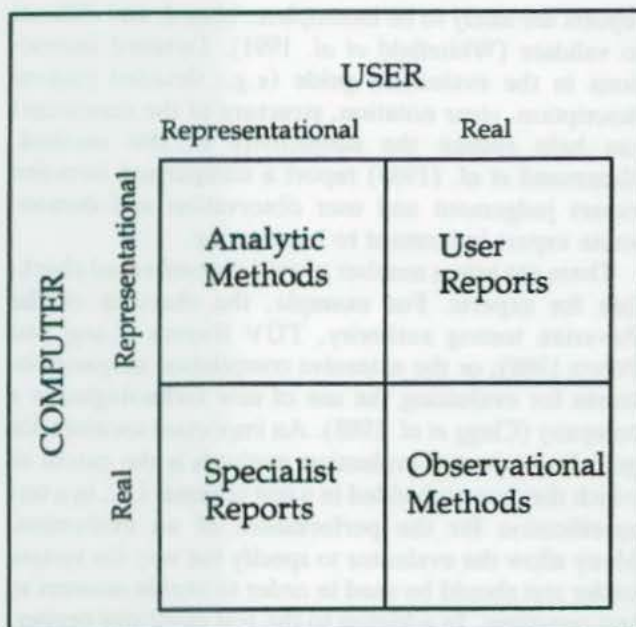 USER
Representational Real
COMPUTER
Representational
Analytic User
Methods Reports
Real
Specialist Observational
Reports Methods